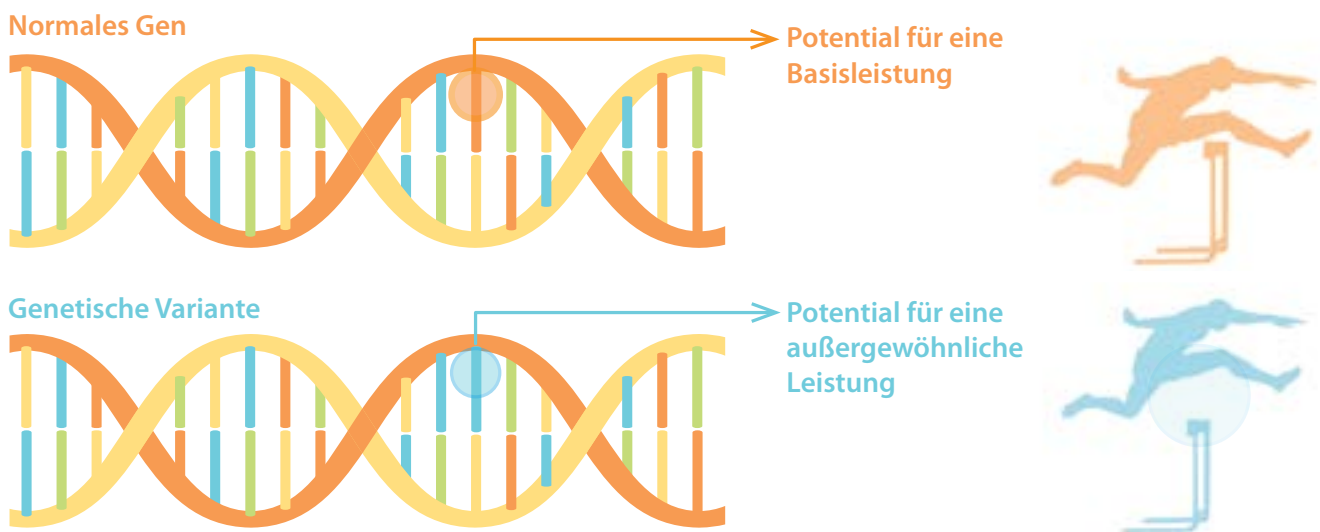 Normales Gen
Potential für eine
Basisleistung
Genetische Variante
Potential für eine
außergewöhnliche
Leistung